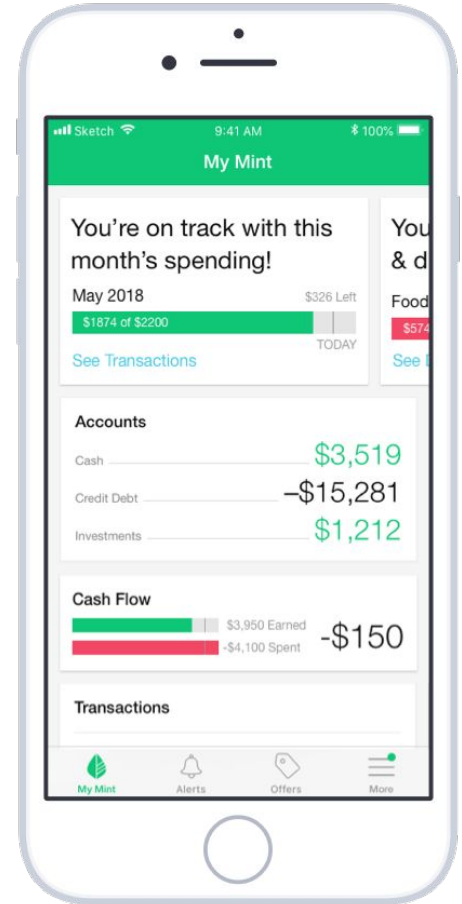 Sketch 9:41 AM 100%
My Mint
You're on track with this
month's spending!
May 2018 $326 Left
$1874 of $2200
TODAY
See Transactions
You
& d
Food
$574
See
Accounts
Cash $3,519
Credit Debt –$15,281
Investments $1,212
Cash Flow
$3,950 Earned
-$4,100 Spent
-$150
Transactions
My Mint Alerts Offers More